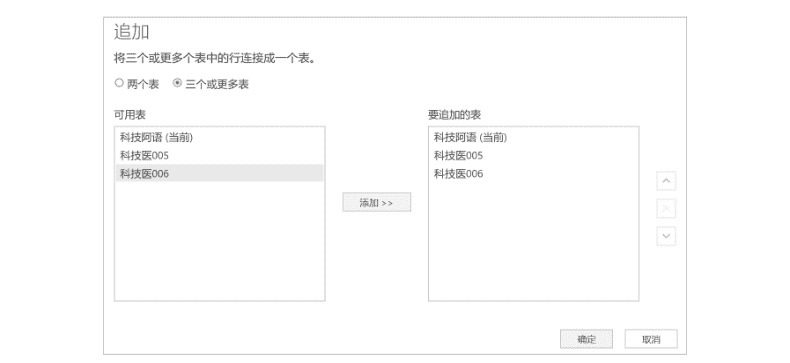 追加
将三个或更多个表中的行连接成一个表。
两个表 三个或更多表
可用表
科技阿语 (当前)
科技医005
科技医006
添加 >>
要追加的表
科技阿语 (当前)
科技医005
科技医006
确定 取消